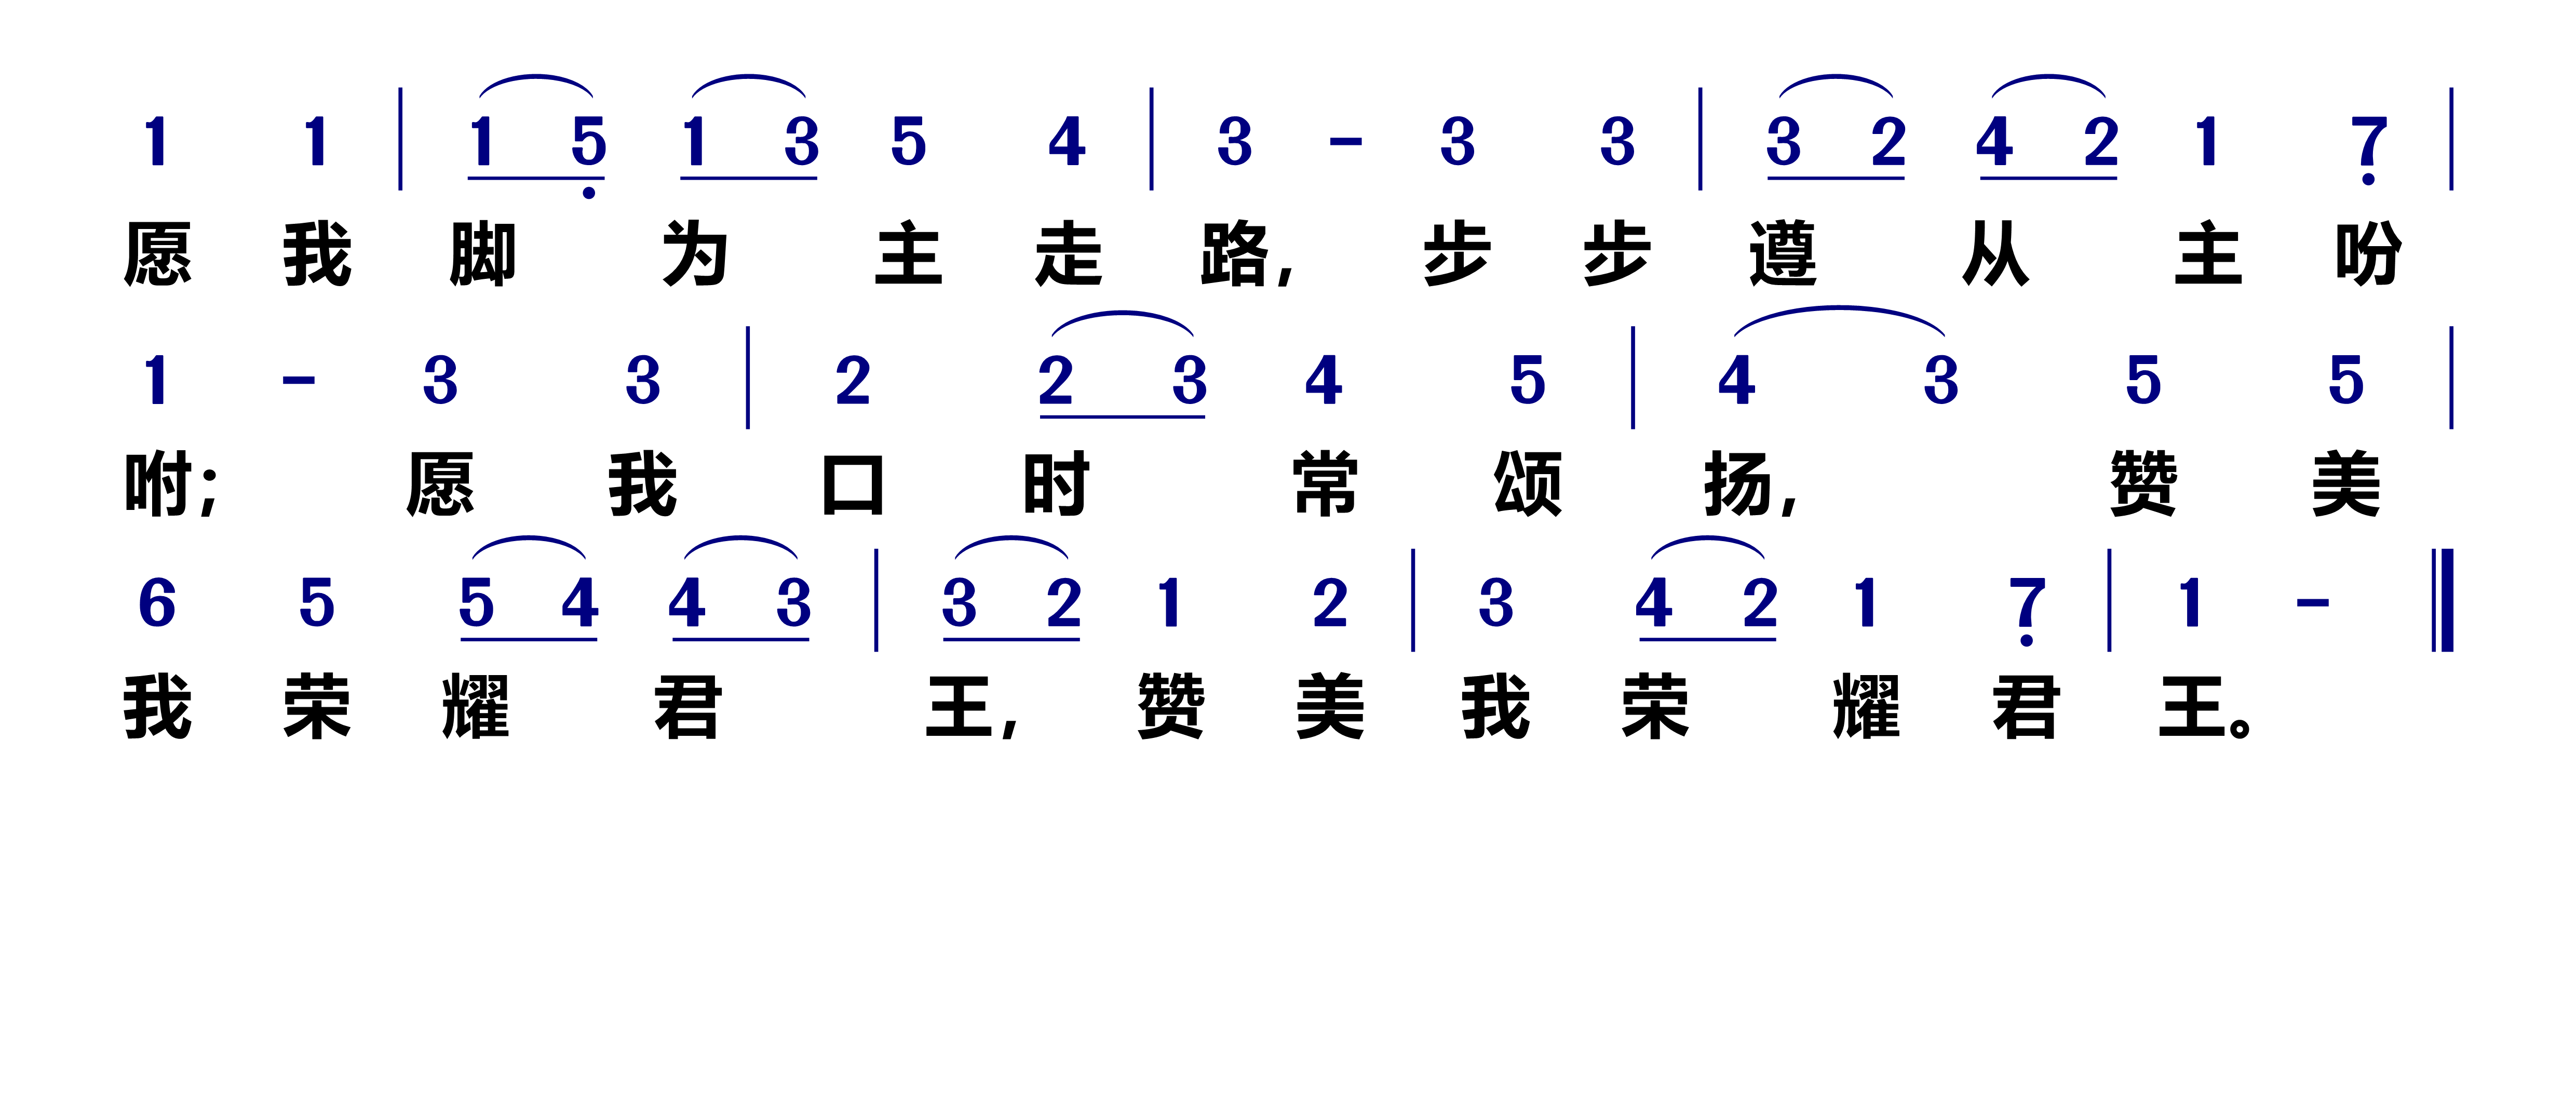 1 1 | 1 5̣ 1 3 5 4 | 3 - 3 3 | 3 2 4 2 1 7̣ |
愿 我 脚 为 主 走 路, 步 步 遵 从 主 吩
1 - 3 3 | 2 2 3 4 5 | 4 3 5 5 |
咐; 愿 我 口 时 常 颂 扬, 赞 美
6 5 5 4 4 3 | 3 2 1 2 | 3 4 2 1 7̣ | 1 - ‖
我 荣 耀 君 王, 赞 美 我 荣 耀 君 王。